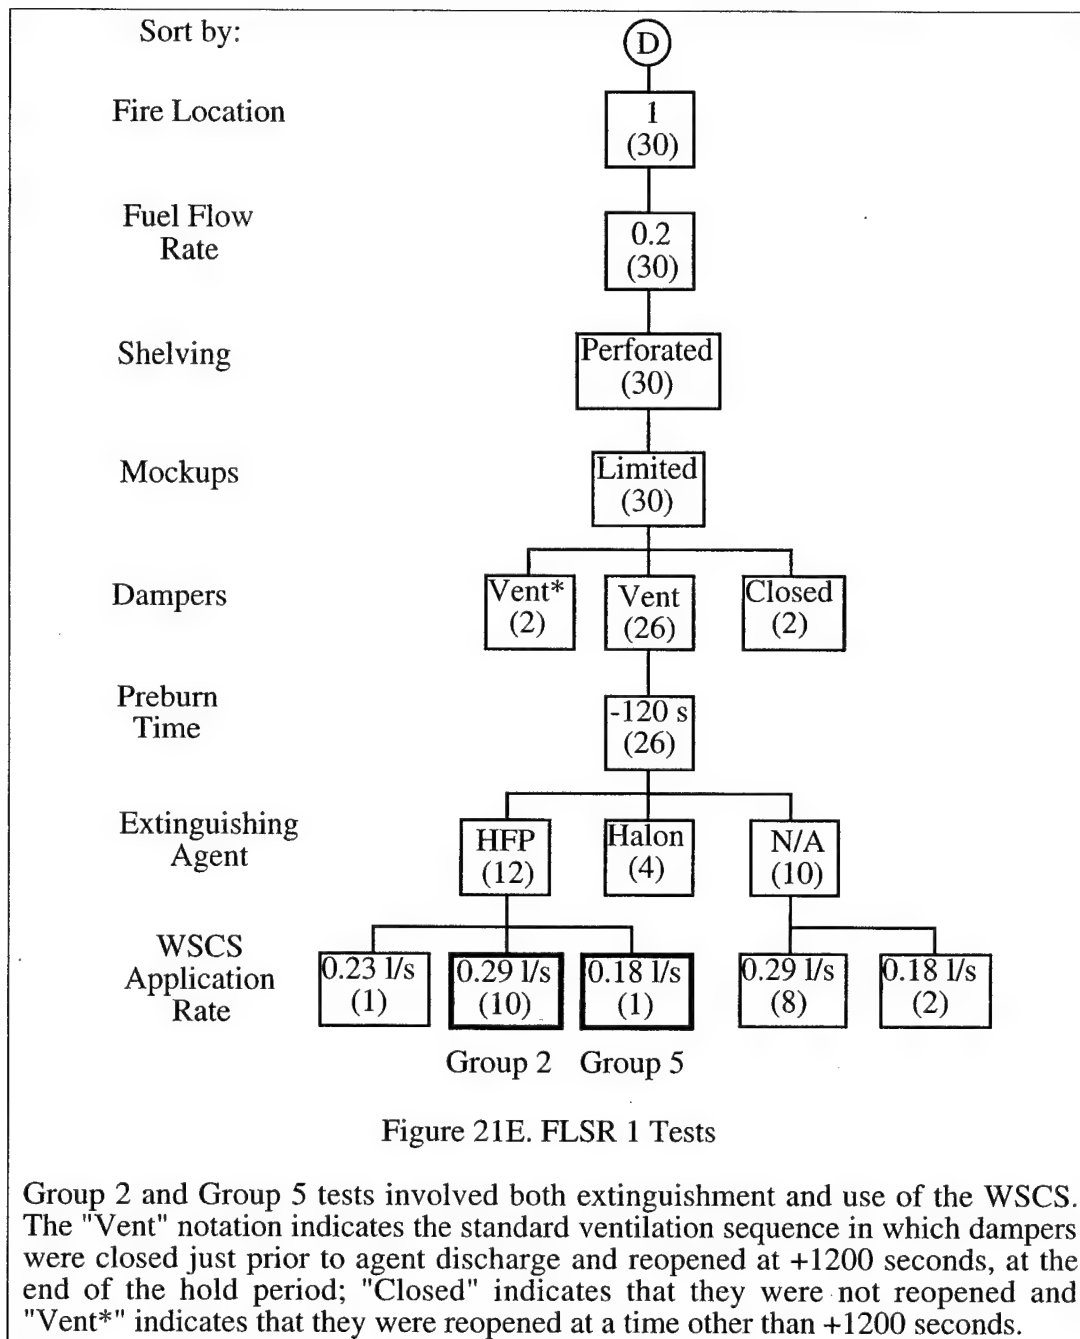 Sort by:
D
Fire Location
1
(30)
Fuel Flow
Rate
0.2
(30)
Shelving
Perforated
(30)
Mockups
Limited
(30)
Dampers
Vent*
(2)
Vent
(26)
Closed
(2)
Preburn
Time
-120 s
(26)
Extinguishing
Agent
HFP
(12)
Halon
(4)
N/A
(10)
WSCS
Application
Rate
0.23 l/s
(1)
0.29 l/s
(10)
0.18 l/s
(1)
0.29 l/s
(8)
0.18 l/s
(2)
Group 2
Group 5
Figure 21E. FLSR 1 Tests
Group 2 and Group 5 tests involved both extinguishment and use of the WSCS.
The "Vent" notation indicates the standard ventilation sequence in which dampers
were closed just prior to agent discharge and reopened at +1200 seconds, at the
end of the hold period; "Closed" indicates that they were not reopened and
"Vent*" indicates that they were reopened at a time other than +1200 seconds.